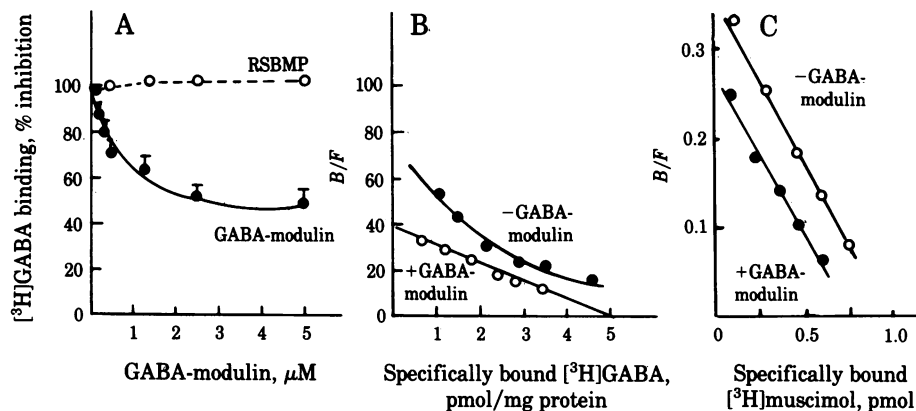 A
[³H]GABA binding, % inhibition
100
80
60
40
20
0
RSBMP
GABA-modulin
1
2
3
4
5
GABA-modulin, μM
B
B/F
100
80
60
40
20
0
−GABA-
modulin
+GABA-
modulin
1
2
3
4
5
Specifically bound [³H]GABA,
pmol/mg protein
C
B/F
0.3
0.2
0.1
−GABA-
modulin
+GABA-
modulin
0
0.5
1.0
Specifically bound
[³H]muscimol, pmol